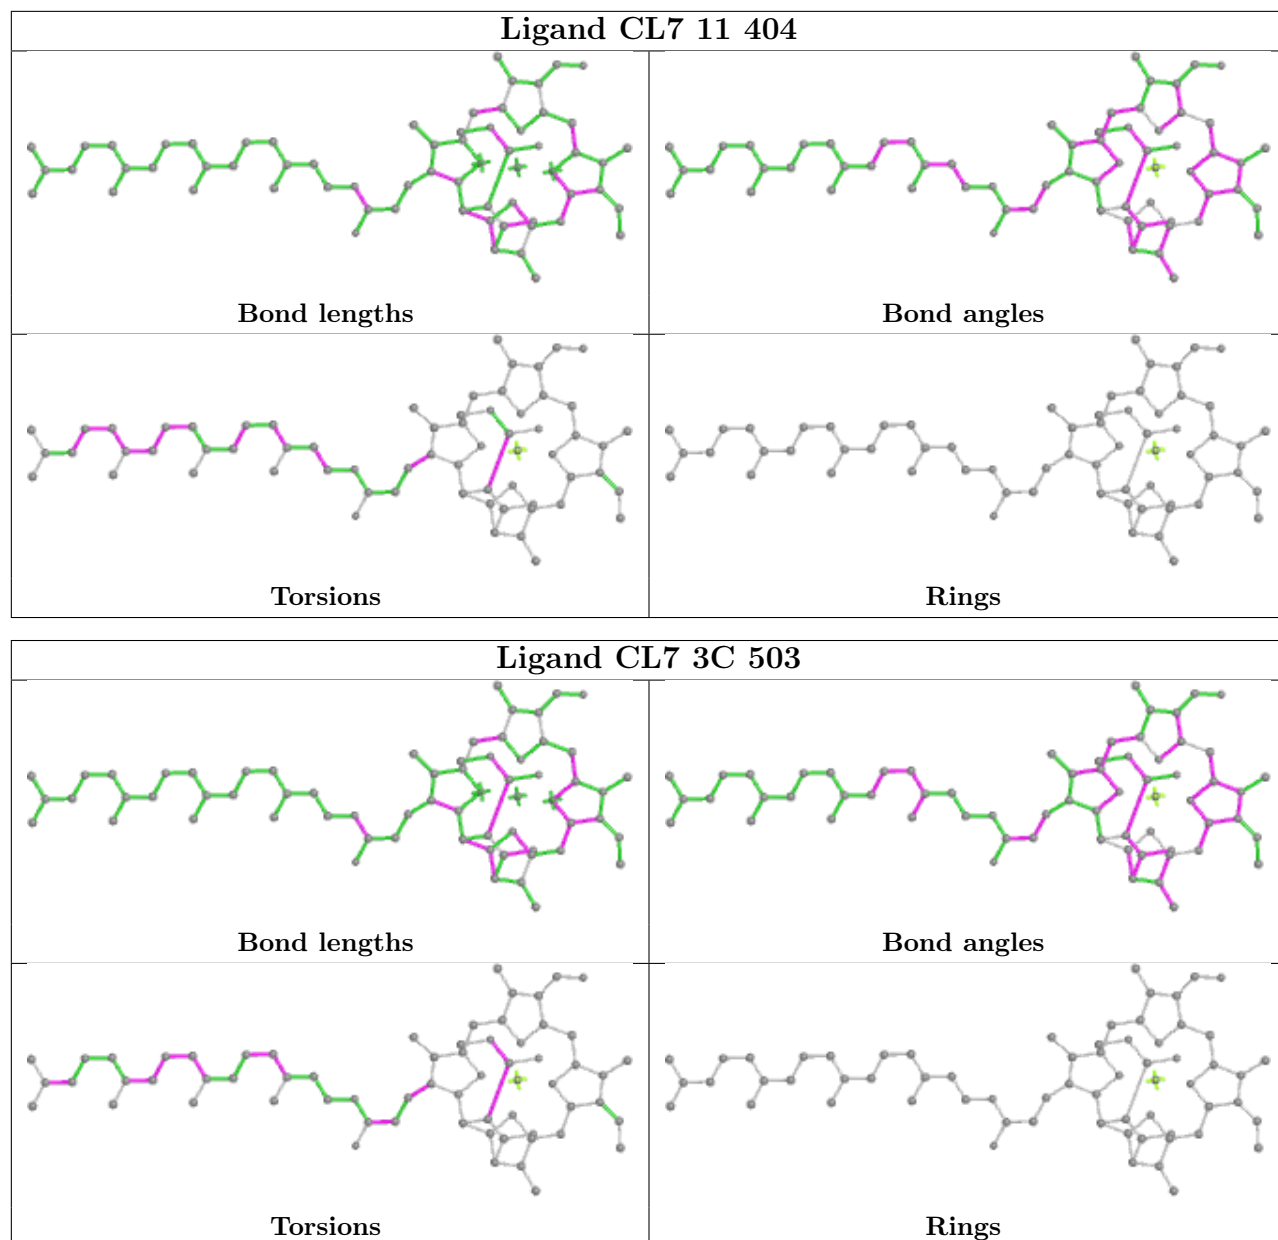 Ligand CL7 11 404
Bond lengths
Bond angles
Torsions
Rings
Ligand CL7 3C 503
Bond lengths
Bond angles
Torsions
Rings